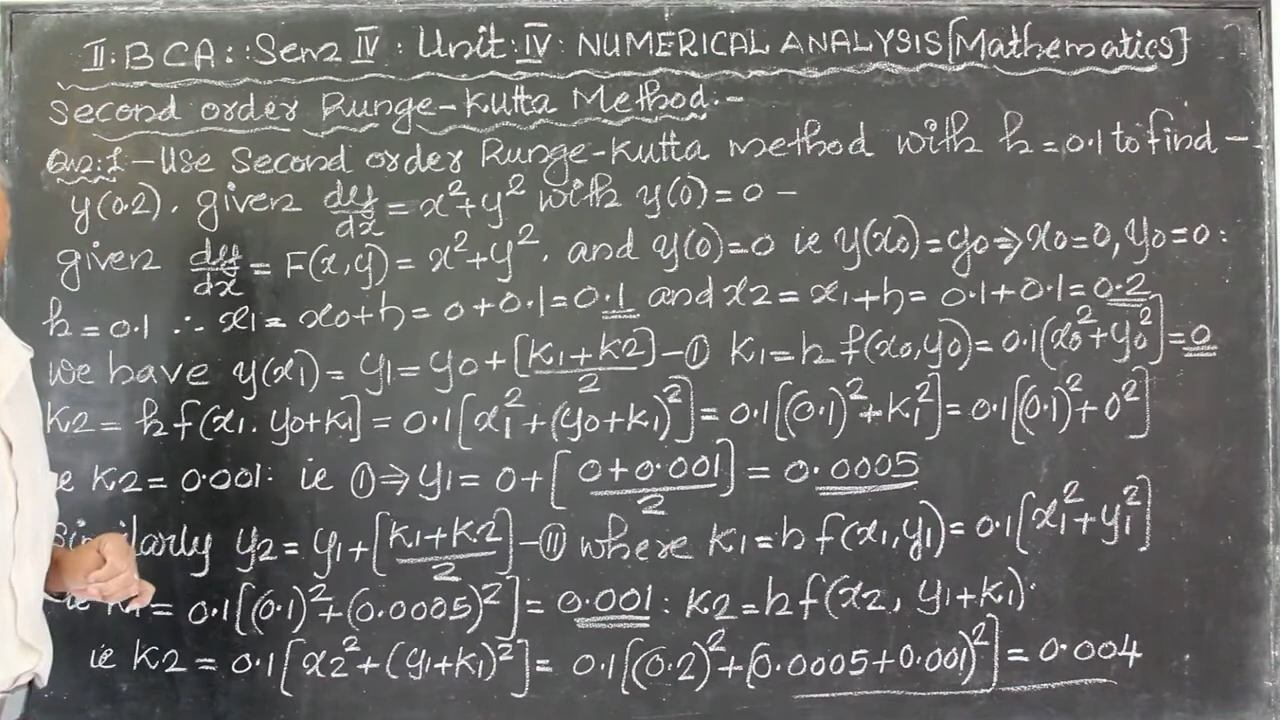 II:BCA::Sem IV: Unit:IV: NUMERICAL ANALYSIS[Mathematics]
Second order Runge-Kutta Method:-
Qn:1-Use Second order Runge-Kutta method with h=0.1 to find-
y(0.2). given dy/dx = x²+y² with y(0)=0 -
given dy/dx = F(x,y) = x²+y². and y(0)=0 ie y(x0)=y0⇒x0=0, y0=0:
h=0.1 ∴ x1= x0+h=0+0.1=0.1 and x2=x1+h= 0.1+0.1=0.2
we have y(x1)=y1=y0+[K1+K2]/2-① K1=h f(x0,y0)=0.1(x0²+y0²]=0
K2= h f(x1. y0+K1]=0.1[x1²+(y0+K1)²]=0.1[(0.1)²+K1²]=0.1[(0.1)²+0²]
ie K2=0.001: ie ①⇒y1=0+[0+0.001]/2=0.0005
Similarly y2=y1+[K1+K2]/2-⑪ where K1=h f(x1,y1)=0.1[x1²+y1²]
ie K1=0.1[(0.1)²+(0.0005)²]=0.001: K2=hf(x2, y1+K1).
ie K2=0.1[x2²+(y1+K1)²]=0.1[(0.2)²+(0.0005+0.001)²]=0.004